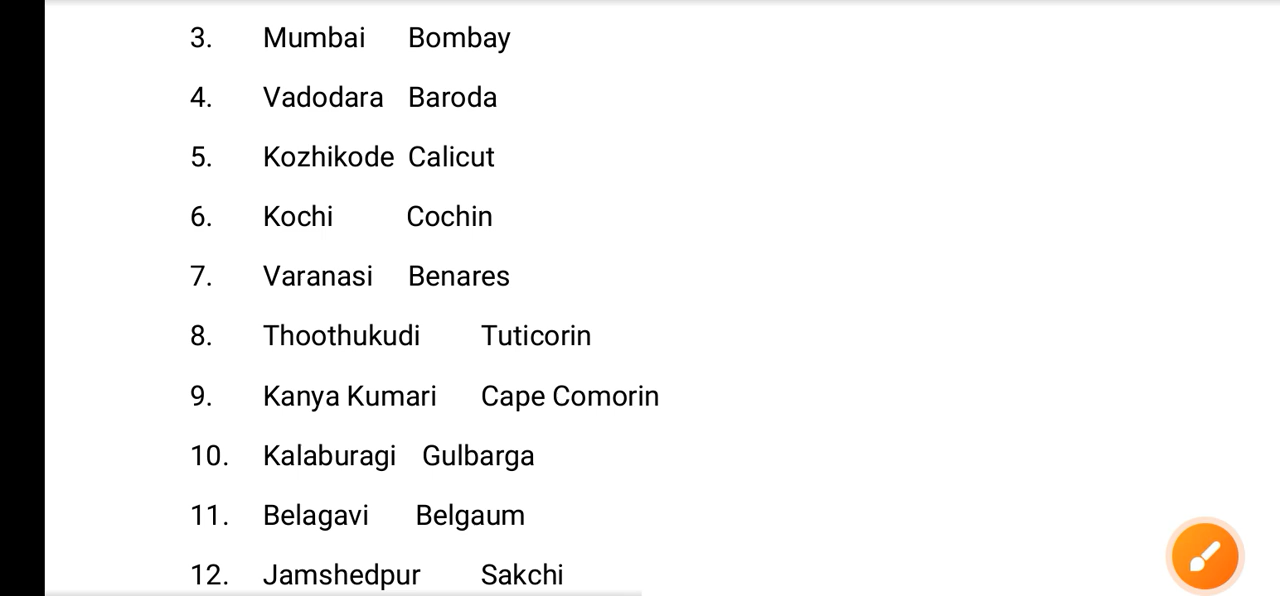 3. Mumbai Bombay
4. Vadodara Baroda
5. Kozhikode Calicut
6. Kochi Cochin
7. Varanasi Benares
8. Thoothukudi Tuticorin
9. Kanya Kumari Cape Comorin
10. Kalaburagi Gulbarga
11. Belagavi Belgaum
12. Jamshedpur Sakchi